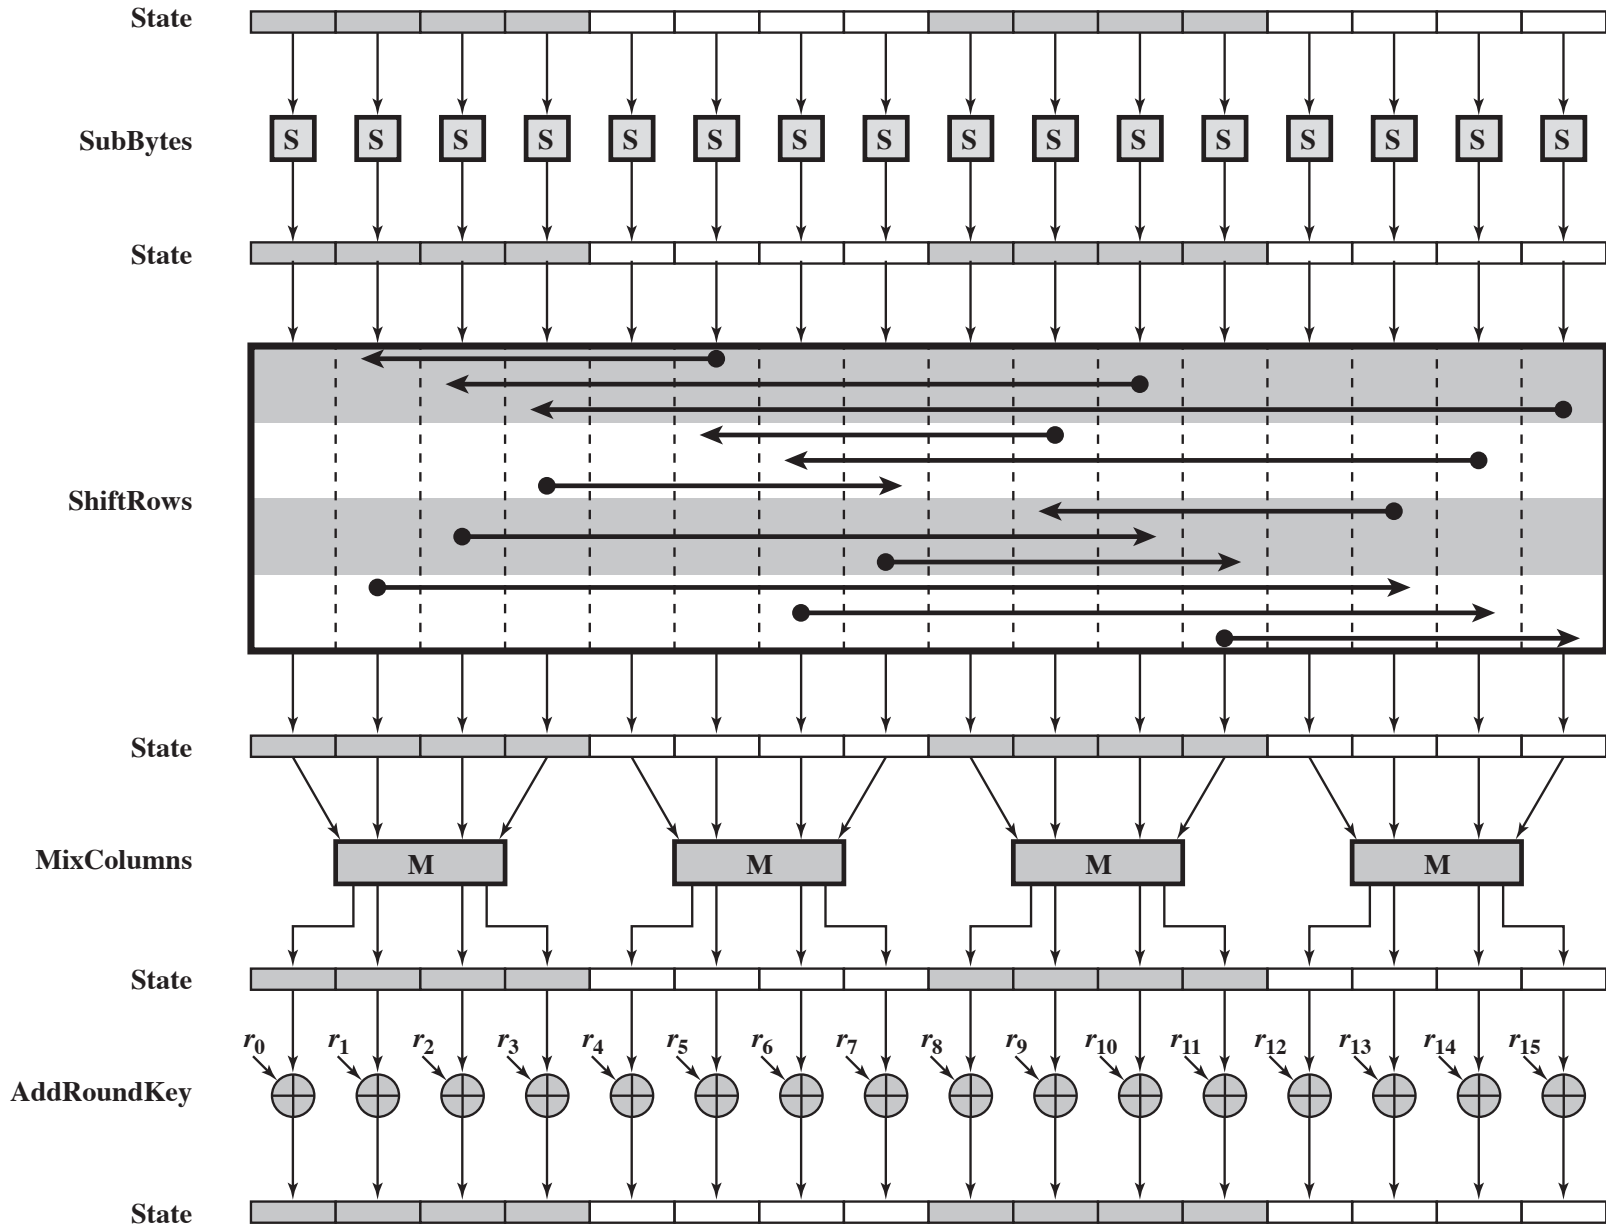 State
SubBytes S S S S S S S S S S S S S S S S
State
ShiftRows
State
MixColumns M M M M
State
r0 r1 r2 r3 r4 r5 r6 r7 r8 r9 r10 r11 r12 r13 r14 r15
AddRoundKey
State